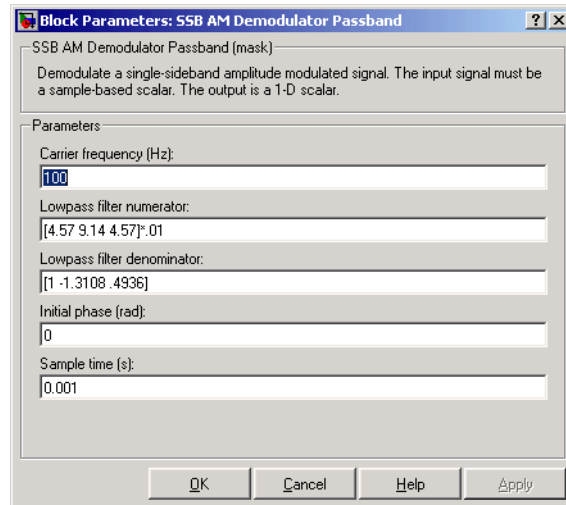 Block Parameters: SSB AM Demodulator Passband
SSB AM Demodulator Passband (mask)
Demodulate a single-sideband amplitude modulated signal. The input signal must be
a sample-based scalar. The output is a 1-D scalar.
Parameters
Carrier frequency (Hz):
100
Lowpass filter numerator:
[4.57 9.14 4.57]*.01
Lowpass filter denominator:
[1 -1.3108 .4936]
Initial phase (rad):
0
Sample time (s):
0.001
OK Cancel Help Apply